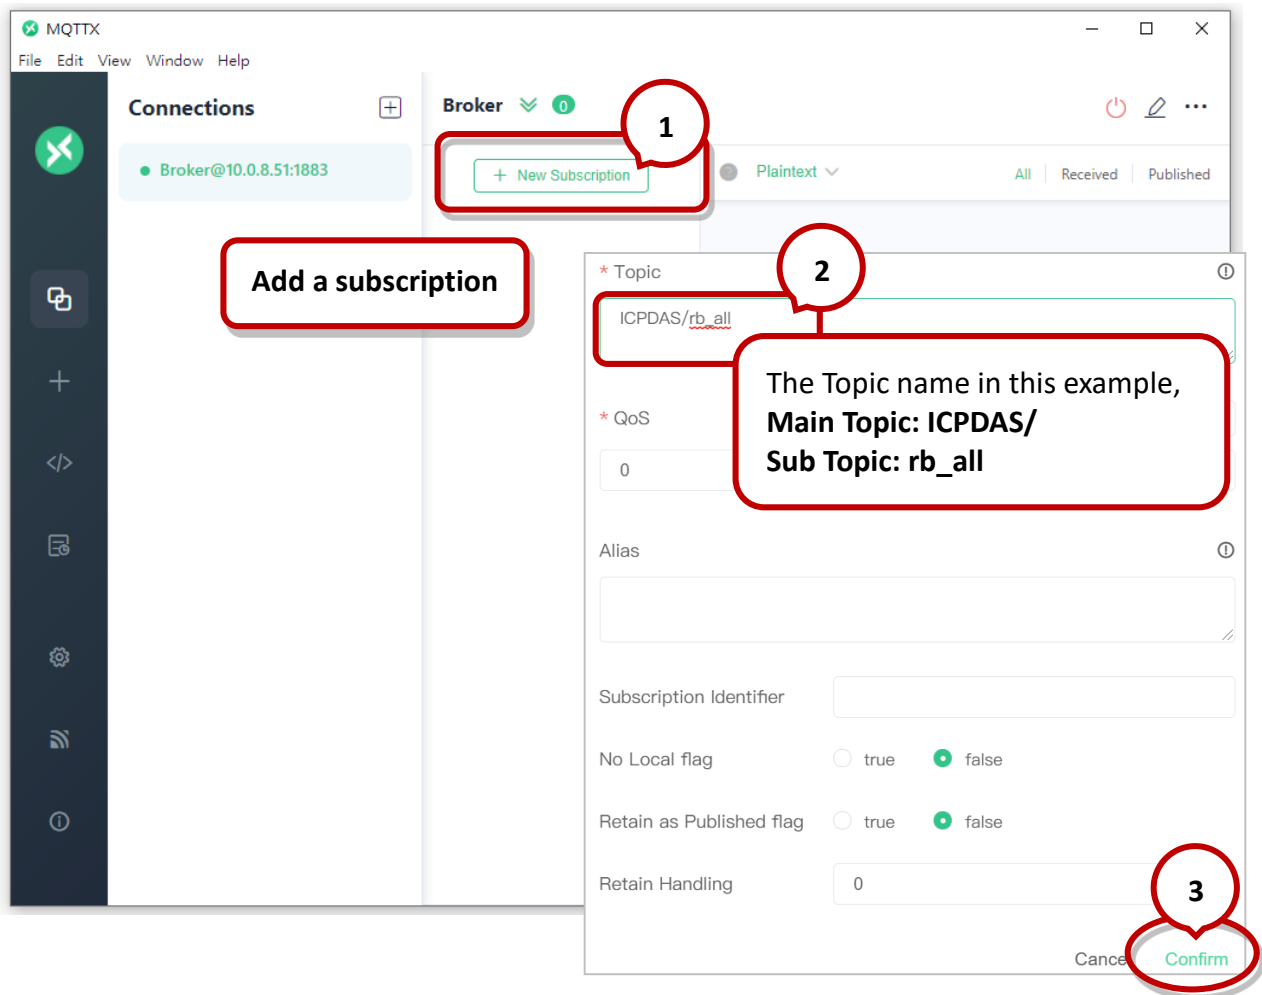 MQTTX
File Edit View Window Help
Connections
Broker 0
1
Broker@10.0.8.51:1883
+ New Subscription
Plaintext
All Received Published
Add a subscription
* Topic
2
ICPDAS/rb_all
The Topic name in this example,
Main Topic: ICPDAS/
Sub Topic: rb_all
* QoS
0
Alias
Subscription Identifier
No Local flag true false
Retain as Published flag true false
Retain Handling 0
3
Cance Confirm